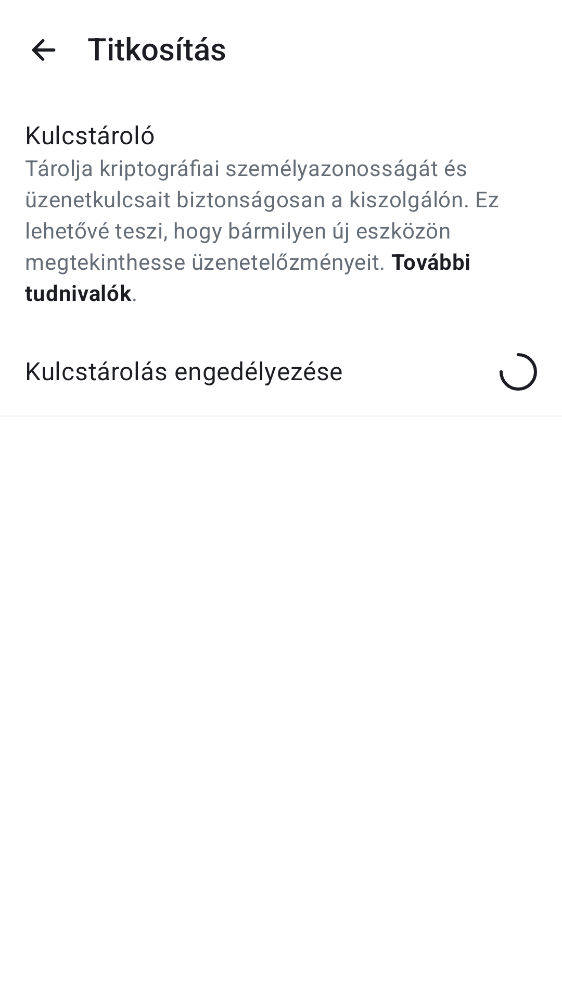 Titkosítás
Kulcstároló
Tárolja kriptográfiai személyazonosságát és
üzenetkulcsait biztonságosan a kiszolgálón. Ez
lehetővé teszi, hogy bármilyen új eszközön
megtekinthesse üzenetelőzményeit. További
tudnivalók.
Kulcstárolás engedélyezése